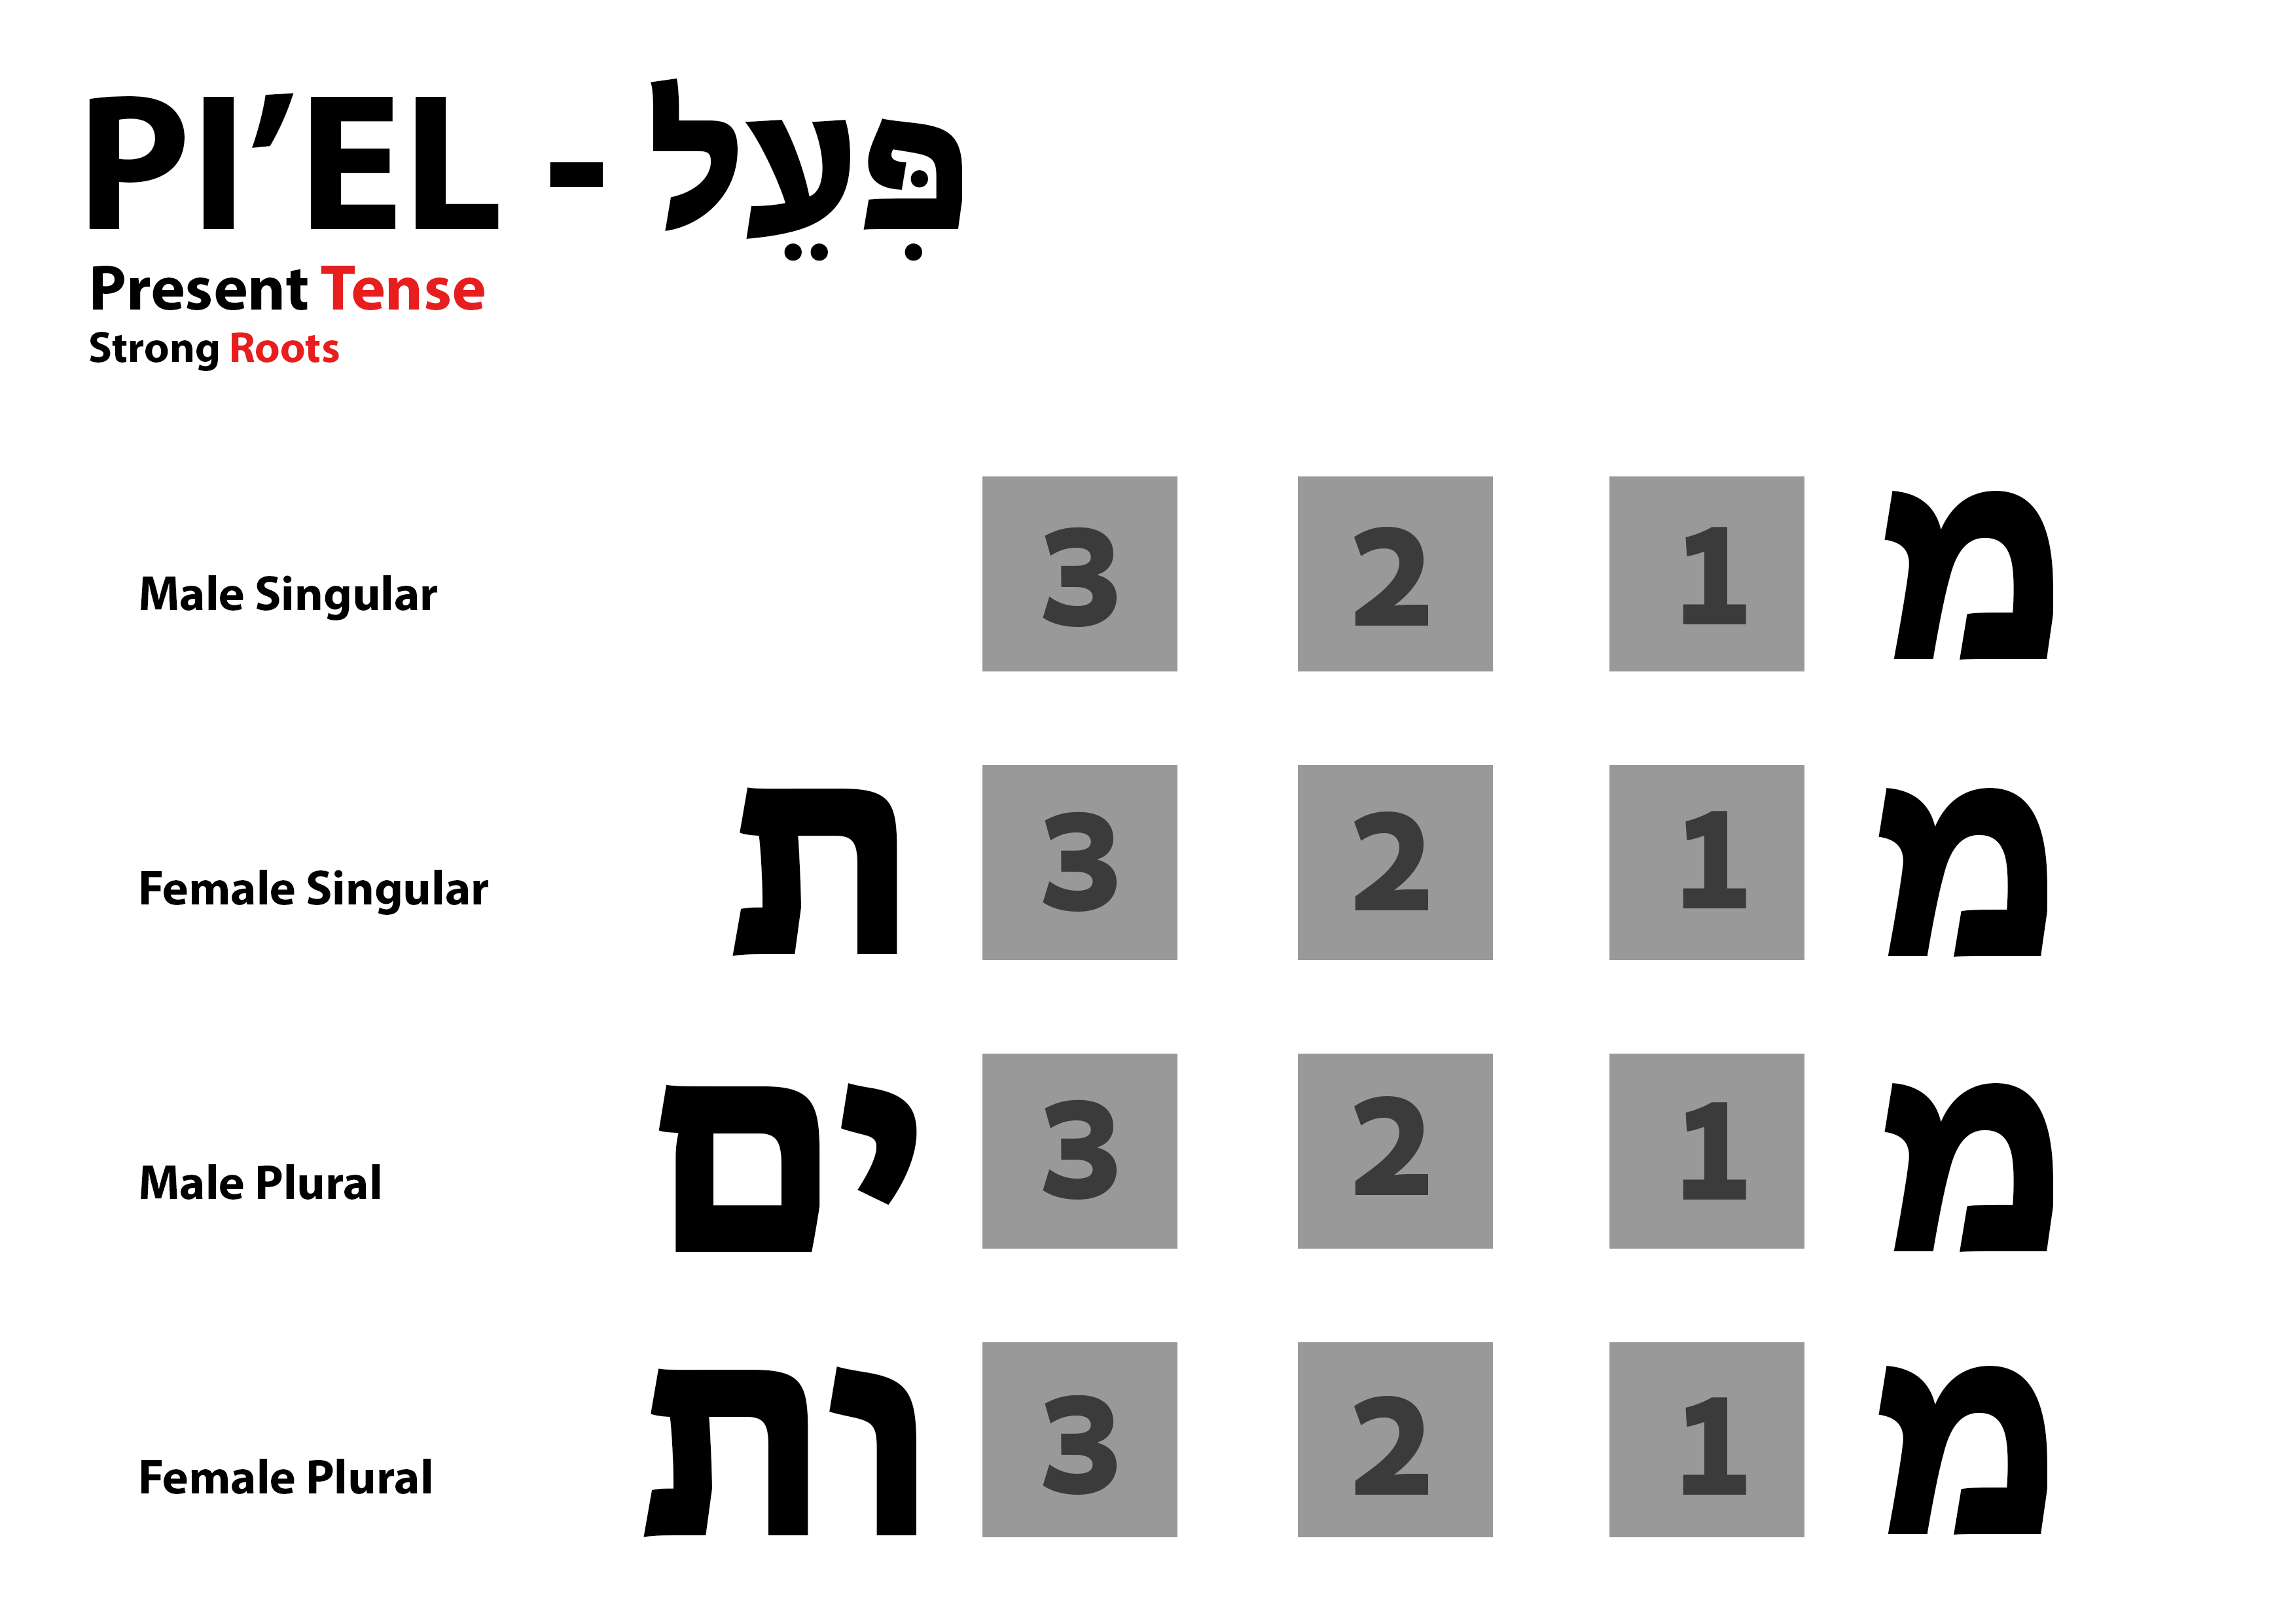 PI’EL - פִּעֵל
Present Tense
Strong Roots
Male Singular מ 1 2 3
Female Singular מ 1 2 3 ת
Male Plural מ 1 2 3 ים
Female Plural מ 1 2 3 ות